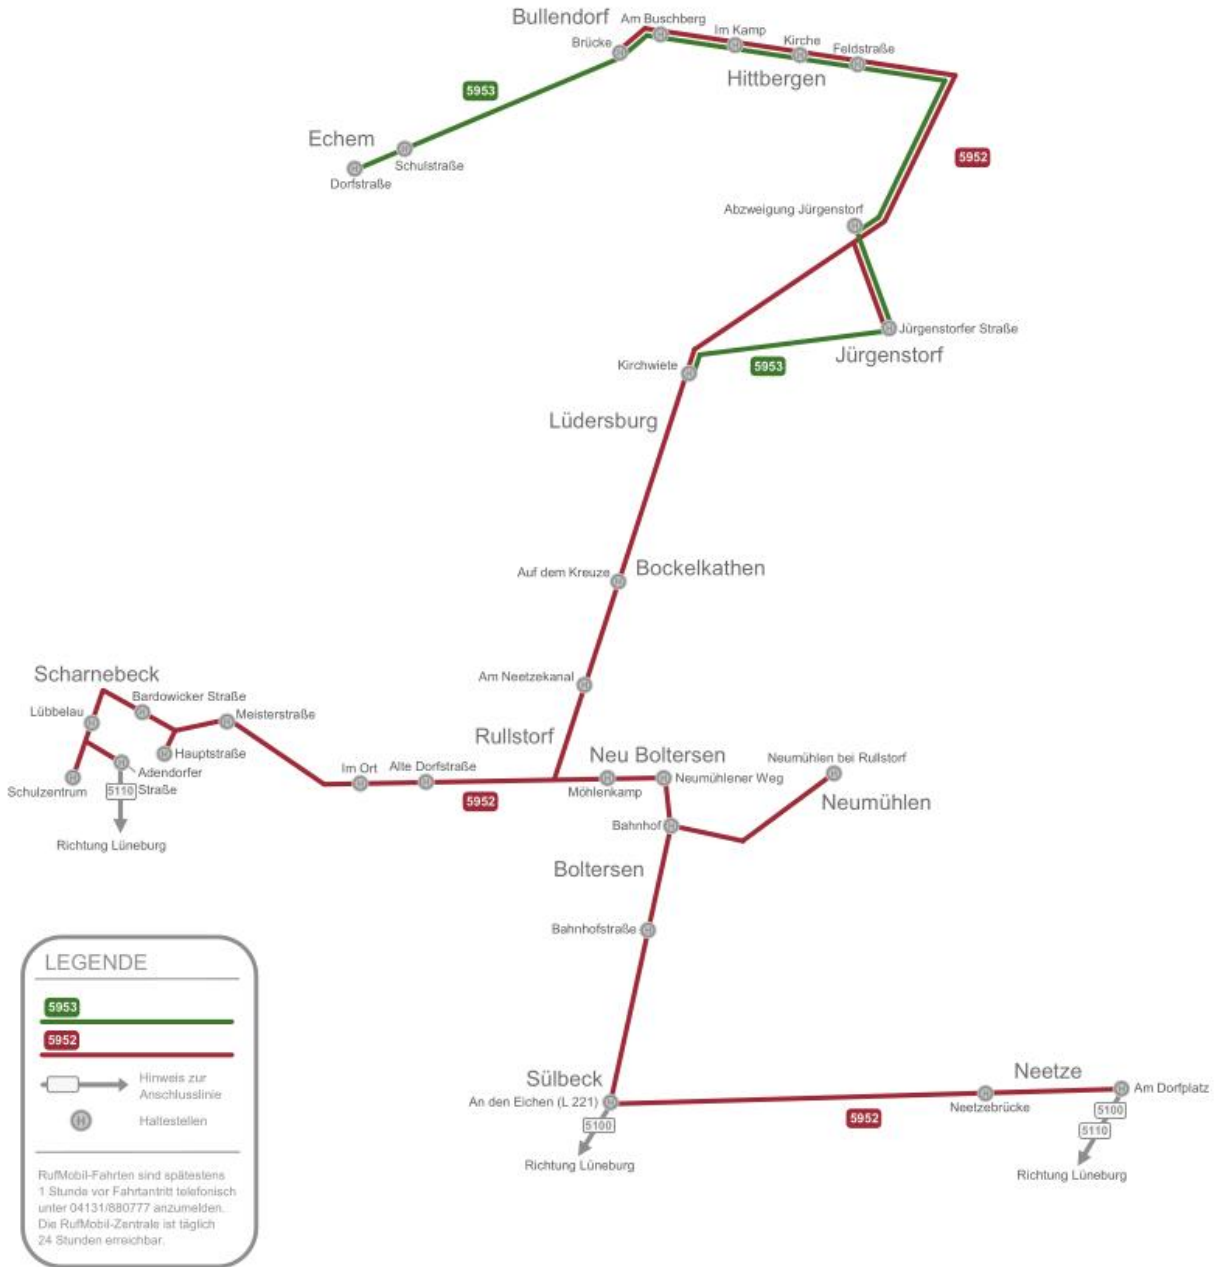 Bullendorf
Am Buschberg
Im Kamp
Brücke
Kirche
Feldstraße
Hittbergen
5953
Echem
Schulstraße
Dorfstraße
5952
Abzweigung Jürgenstorf
Jürgenstorfer Straße
Jürgenstorf
Kirchwiete
5953
Lüdersburg
Auf dem Kreuze
Bockelkathen
Scharnebeck
Am Neetzekanal
Bardowicker Straße
Lübbelau
Meisterstraße
Rullstorf
Hauptstraße
Neu Boltersen
Neumühlen bei Rullstorf
Im Ort
Alte Dorfstraße
Neumühlener Weg
Adendorfer
Straße
Schulzentrum
5110
Möhlenkamp
5952
Neumühlen
Bahnhof
Richtung Lüneburg
Boltersen
Bahnhofstraße
LEGENDE
5953
5952
Hinweis zur
Anschlusslinie
H
Haltestellen
RufMobil-Fahrten sind spätestens
1 Stunde vor Fahrtantritt telefonisch
unter 04131/880777 anzumelden.
Die RufMobil-Zentrale ist täglich
24 Stunden erreichbar.
Sülbeck
An den Eichen (L 221)
5100
Richtung Lüneburg
5952
Neetze
Neetzebrücke
Am Dorfplatz
5100
5110
Richtung Lüneburg